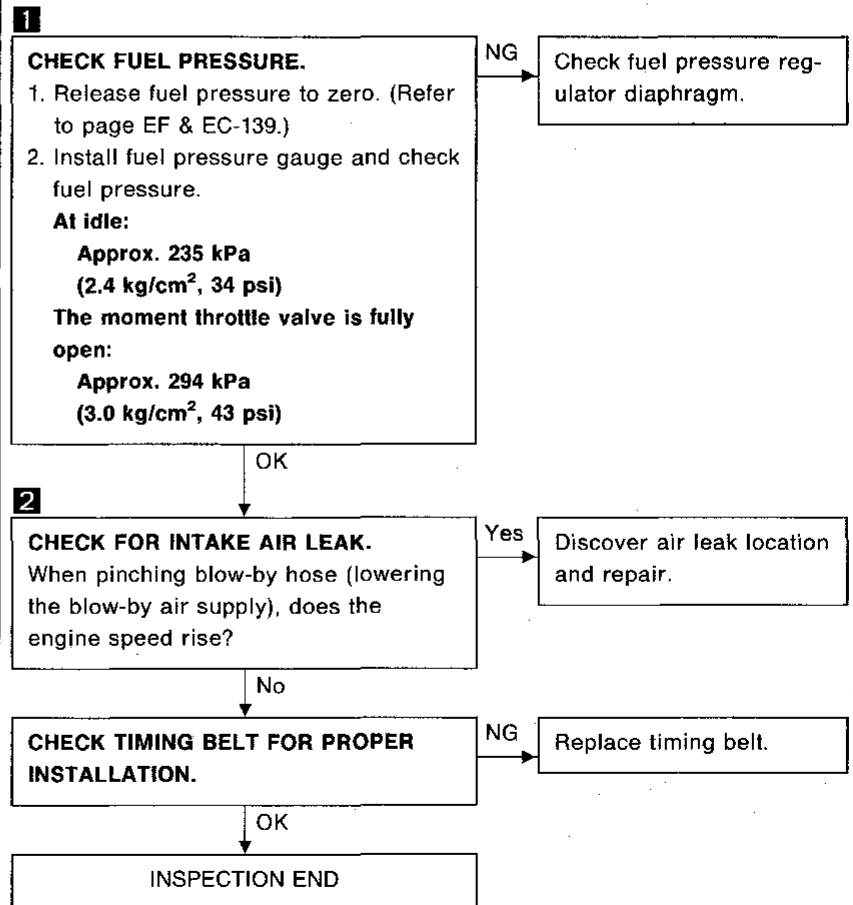 1
CHECK FUEL PRESSURE.
1. Release fuel pressure to zero. (Refer
to page EF & EC-139.)
2. Install fuel pressure gauge and check
fuel pressure.
At idle:
Approx. 235 kPa
(2.4 kg/cm², 34 psi)
The moment throttle valve is fully
open:
Approx. 294 kPa
(3.0 kg/cm², 43 psi)
NG
Check fuel pressure reg-
ulator diaphragm.
OK
2
CHECK FOR INTAKE AIR LEAK.
When pinching blow-by hose (lowering
the blow-by air supply), does the
engine speed rise?
Yes
Discover air leak location
and repair.
No
CHECK TIMING BELT FOR PROPER
INSTALLATION.
NG
Replace timing belt.
OK
INSPECTION END